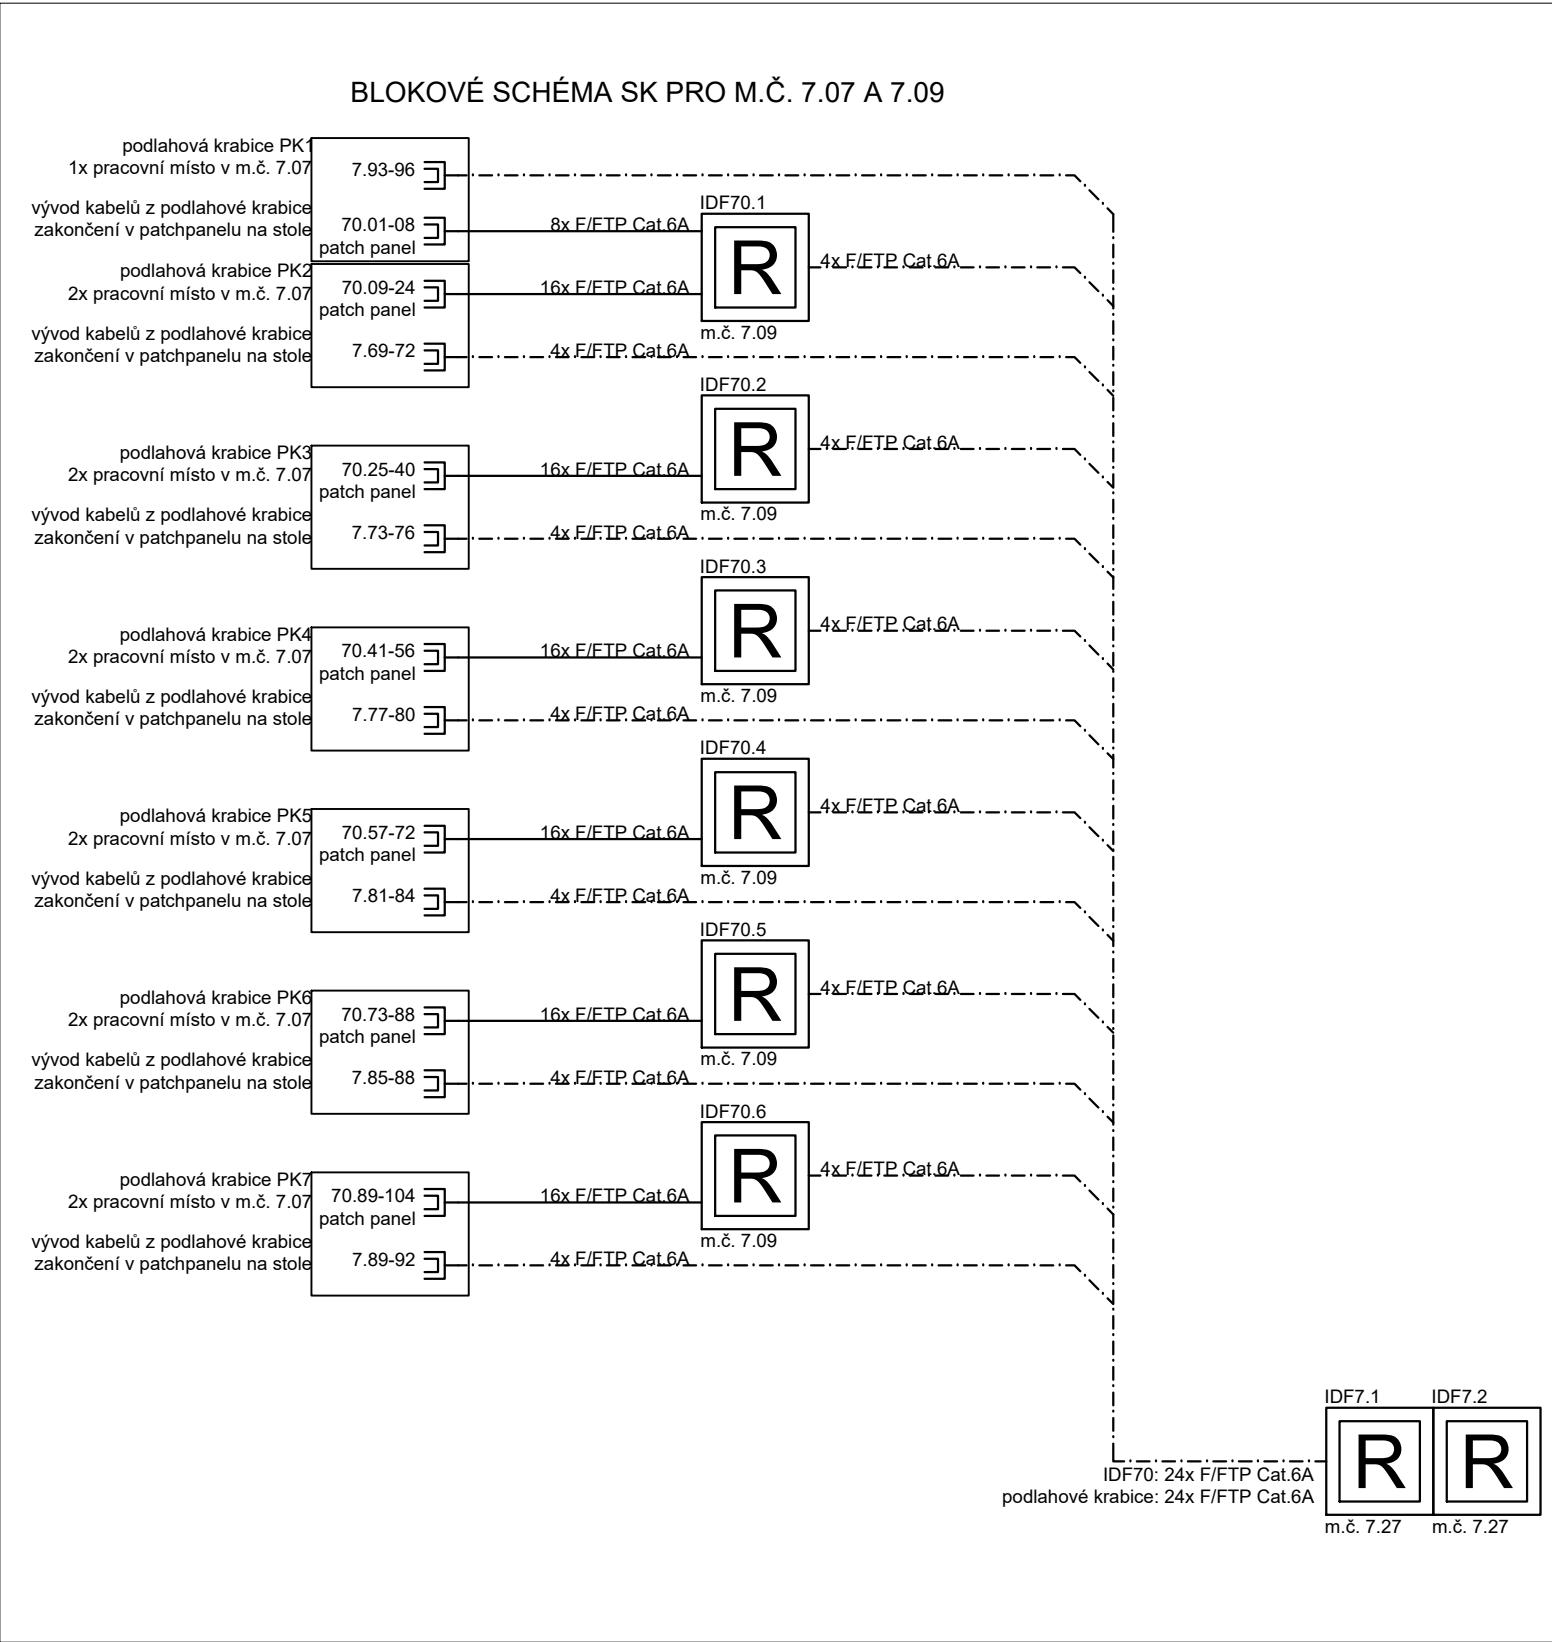 BLOKOVÉ SCHÉMA SK PRO M.Č. 7.07 A 7.09
podlahová krabice PK1
1x pracovní místo v m.č. 7.07
7.93-96
vývod kabelů z podlahové krabice
zakončení v patchpanelu na stole
70.01-08
patch panel
8x F/FTP Cat.6A
IDF70.1
R
m.č. 7.09
4x F/FTP Cat.6A
podlahová krabice PK2
2x pracovní místo v m.č. 7.07
70.09-24
patch panel
16x F/FTP Cat.6A
vývod kabelů z podlahové krabice
zakončení v patchpanelu na stole
7.69-72
4x F/FTP Cat.6A
IDF70.2
R
m.č. 7.09
4x F/FTP Cat.6A
podlahová krabice PK3
2x pracovní místo v m.č. 7.07
70.25-40
patch panel
16x F/FTP Cat.6A
vývod kabelů z podlahové krabice
zakončení v patchpanelu na stole
7.73-76
4x F/FTP Cat.6A
IDF70.3
R
m.č. 7.09
4x F/FTP Cat.6A
podlahová krabice PK4
2x pracovní místo v m.č. 7.07
70.41-56
patch panel
16x F/FTP Cat.6A
vývod kabelů z podlahové krabice
zakončení v patchpanelu na stole
7.77-80
4x F/FTP Cat.6A
IDF70.4
R
m.č. 7.09
4x F/FTP Cat.6A
podlahová krabice PK5
2x pracovní místo v m.č. 7.07
70.57-72
patch panel
16x F/FTP Cat.6A
vývod kabelů z podlahové krabice
zakončení v patchpanelu na stole
7.81-84
4x F/FTP Cat.6A
IDF70.5
R
m.č. 7.09
4x F/FTP Cat.6A
podlahová krabice PK6
2x pracovní místo v m.č. 7.07
70.73-88
patch panel
16x F/FTP Cat.6A
vývod kabelů z podlahové krabice
zakončení v patchpanelu na stole
7.85-88
4x F/FTP Cat.6A
IDF70.6
R
m.č. 7.09
4x F/FTP Cat.6A
podlahová krabice PK7
2x pracovní místo v m.č. 7.07
70.89-104
patch panel
16x F/FTP Cat.6A
vývod kabelů z podlahové krabice
zakončení v patchpanelu na stole
7.89-92
4x F/FTP Cat.6A
IDF7.1
IDF7.2
R
R
IDF70: 24x F/FTP Cat.6A
podlahové krabice: 24x F/FTP Cat.6A
m.č. 7.27
m.č. 7.27